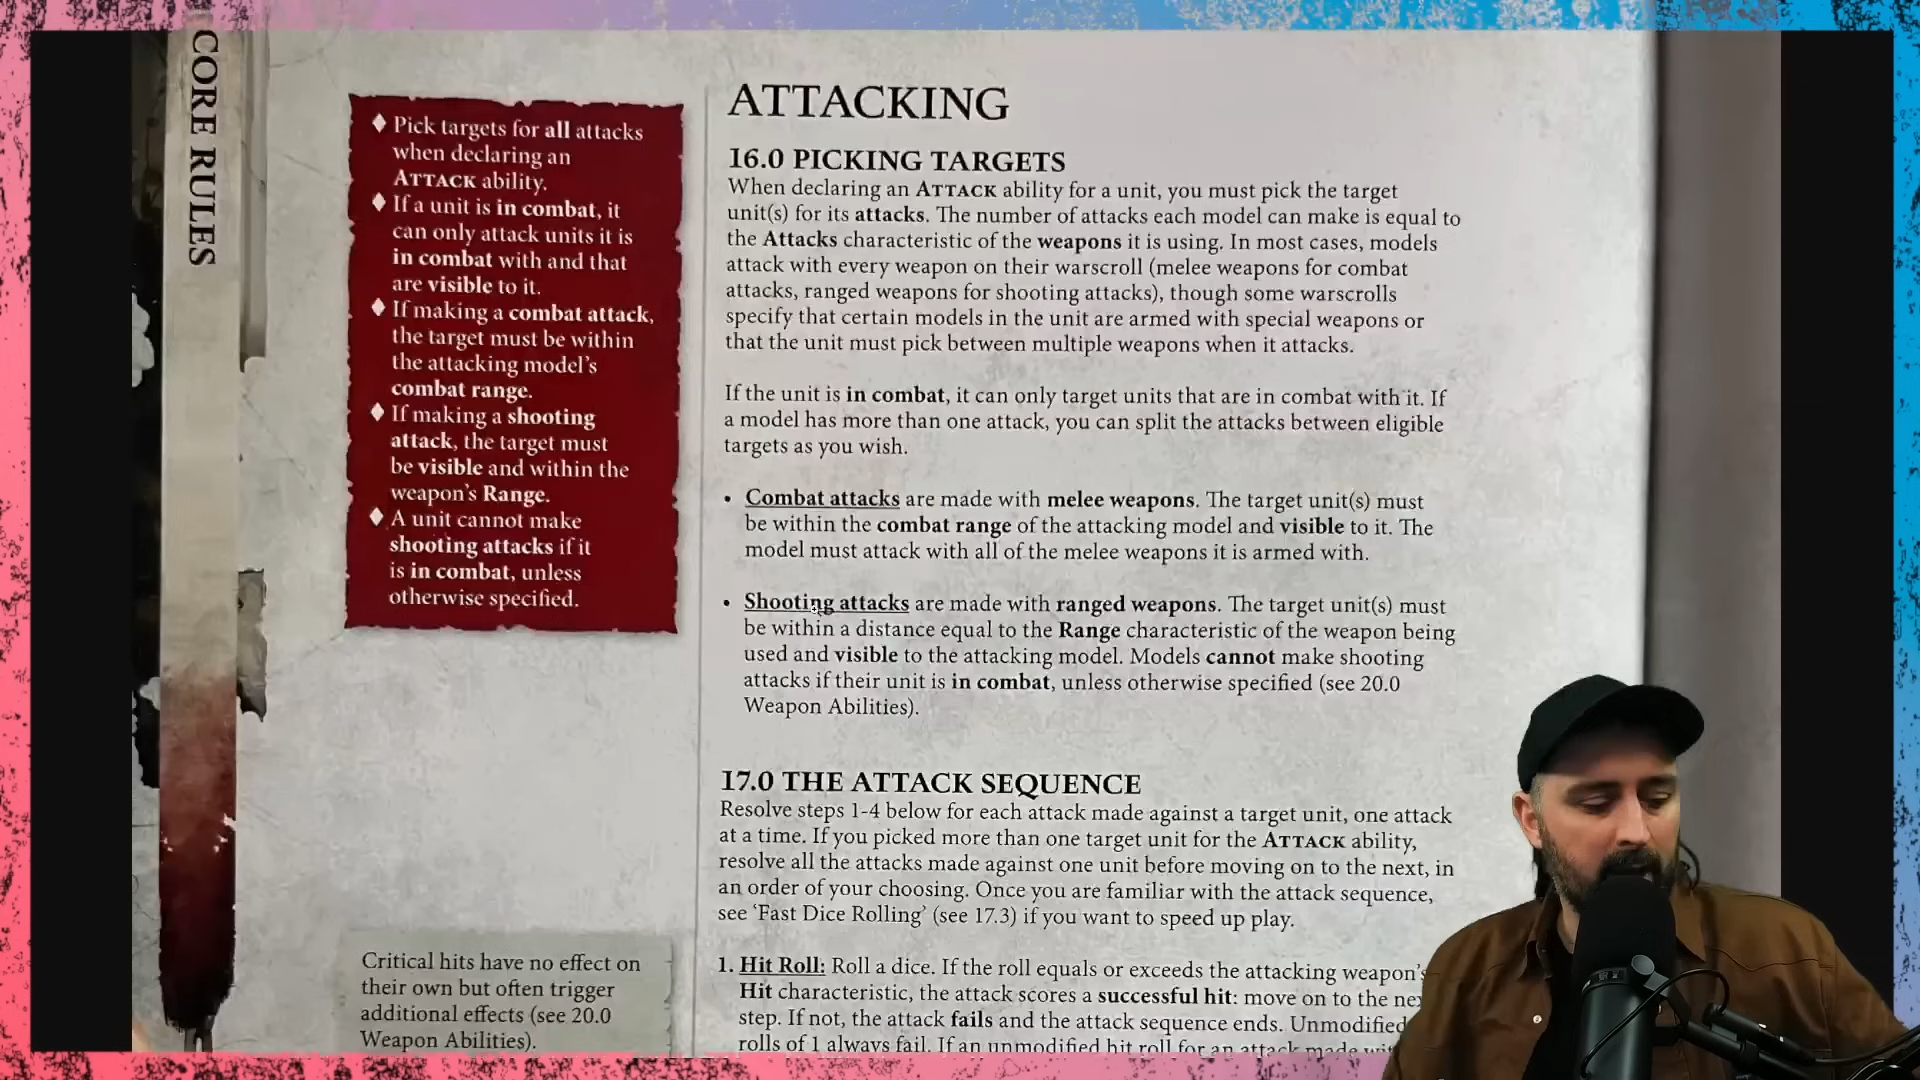 CORE RULES
Pick targets for all attacks
when declaring an
ATTACK ability.
If a unit is in combat, it
can only attack units it is
in combat with and that
are visible to it.
If making a combat attack,
the target must be within
the attacking model's
combat range.
If making a shooting
attack, the target must
be visible and within the
weapon's Range.
A unit cannot make
shooting attacks if it
is in combat, unless
otherwise specified.
Critical hits have no effect on
their own but often trigger
additional effects (see 20.0
Weapon Abilities).
ATTACKING
16.0 PICKING TARGETS
When declaring an ATTACK ability for a unit, you must pick the target
unit(s) for its attacks. The number of attacks each model can make is equal to
the Attacks characteristic of the weapons it is using. In most cases, models
attack with every weapon on their warscroll (melee weapons for combat
attacks, ranged weapons for shooting attacks), though some warscrolls
specify that certain models in the unit are armed with special weapons or
that the unit must pick between multiple weapons when it attacks.
If the unit is in combat, it can only target units that are in combat with it. If
a model has more than one attack, you can split the attacks between eligible
targets as you wish.
• Combat attacks are made with melee weapons. The target unit(s) must
be within the combat range of the attacking model and visible to it. The
model must attack with all of the melee weapons it is armed with.
• Shooting attacks are made with ranged weapons. The target unit(s) must
be within a distance equal to the Range characteristic of the weapon being
used and visible to the attacking model. Models cannot make shooting
attacks if their unit is in combat, unless otherwise specified (see 20.0
Weapon Abilities).
17.0 THE ATTACK SEQUENCE
Resolve steps 1-4 below for each attack made against a target unit, one attack
at a time. If you picked more than one target unit for the ATTACK ability,
resolve all the attacks made against one unit before moving on to the next, in
an order of your choosing. Once you are familiar with the attack sequence,
see 'Fast Dice Rolling' (see 17.3) if you want to speed up play.
1. Hit Roll: Roll a dice. If the roll equals or exceeds the attacking weapon's
Hit characteristic, the attack scores a successful hit: move on to the
step. If not, the attack fails and the attack sequence ends. Unmodified
rolls of 1 always fail. If an unmodified hit roll for an attack made